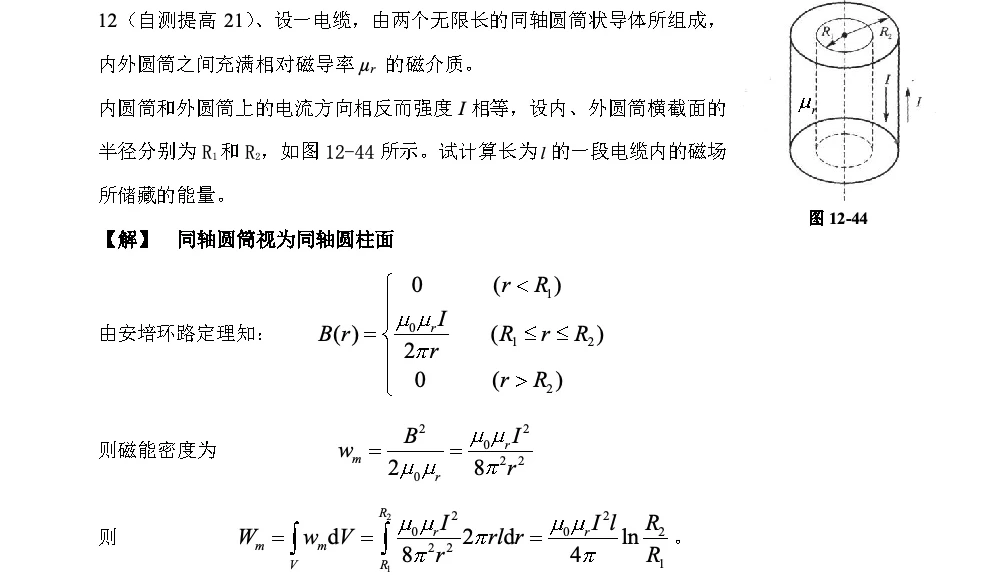 12（自测提高 21）、设一电缆，由两个无限长的同轴圆筒状导体所组成，
内外圆筒之间充满相对磁导率 μr 的磁介质。
内圆筒和外圆筒上的电流方向相反而强度 I 相等，设内、外圆筒横截面的
半径分别为 R1 和 R2，如图 12-44 所示。试计算长为 l 的一段电缆内的磁场
所储藏的能量。
R1 R2
I
μr I
图 12-44
【解】 同轴圆筒视为同轴圆柱面
由安培环路定理知： B(r) = { 0 (r < R1)
μ0μrI / 2πr (R1 ≤ r ≤ R2)
0 (r > R2)
则磁能密度为 wm = B² / 2μ0μr = μ0μrI² / 8π²r²
则 Wm = ∫V wm dV = ∫R1R2 μ0μrI² / 8π²r² 2πrldr = μ0μrI²l / 4π ln R2 / R1 。